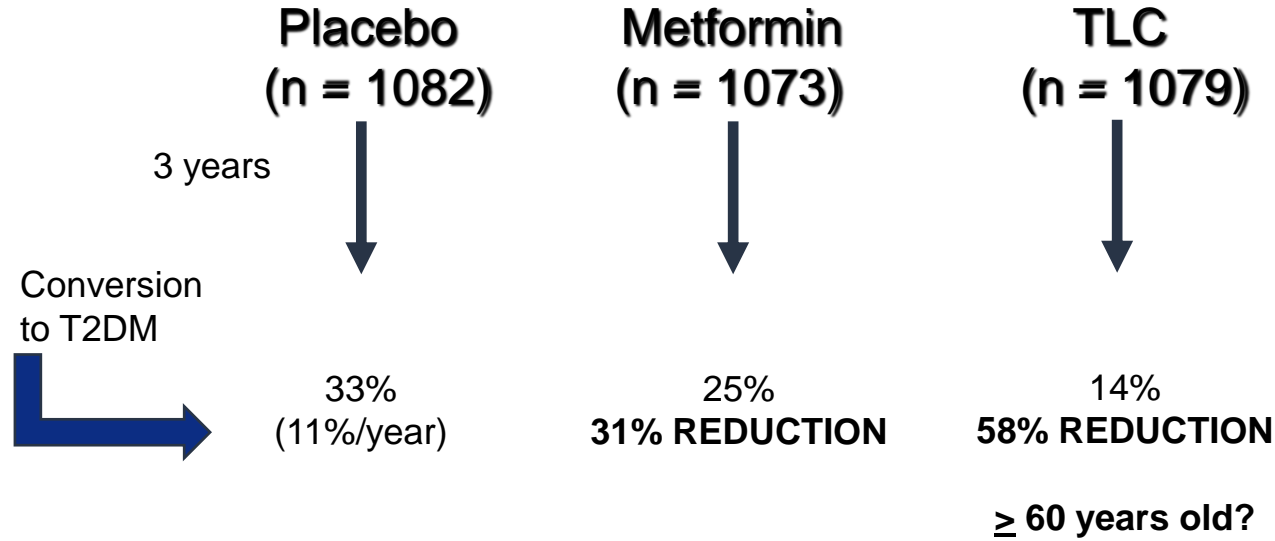 Placebo
(n = 1082)
Metformin
(n = 1073)
TLC
(n = 1079)
3 years
Conversion
to T2DM
33%
(11%/year)
25%
31% REDUCTION
14%
58% REDUCTION
≥ 60 years old?